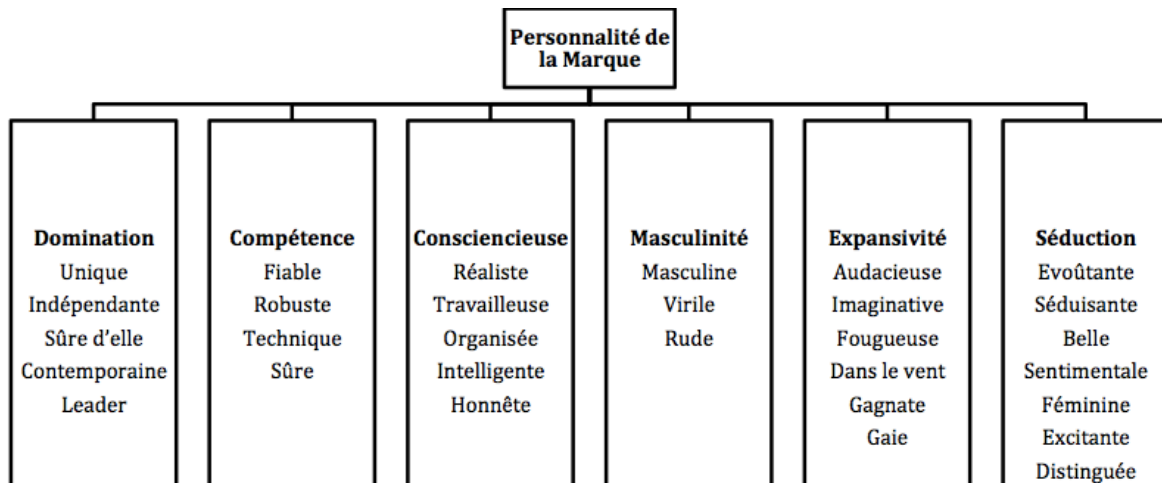 Personnalité de
la Marque
Domination
Unique
Indépendante
Sûre d'elle
Contemporaine
Leader
Compétence
Fiable
Robuste
Technique
Sûre
Consciencieuse
Réaliste
Travailleuse
Organisée
Intelligente
Honnête
Masculinité
Masculine
Virile
Rude
Expansivité
Audacieuse
Imaginative
Fougueuse
Dans le vent
Gagnate
Gaie
Séduction
Evoûtante
Séduisante
Belle
Sentimentale
Féminine
Excitante
Distinguée